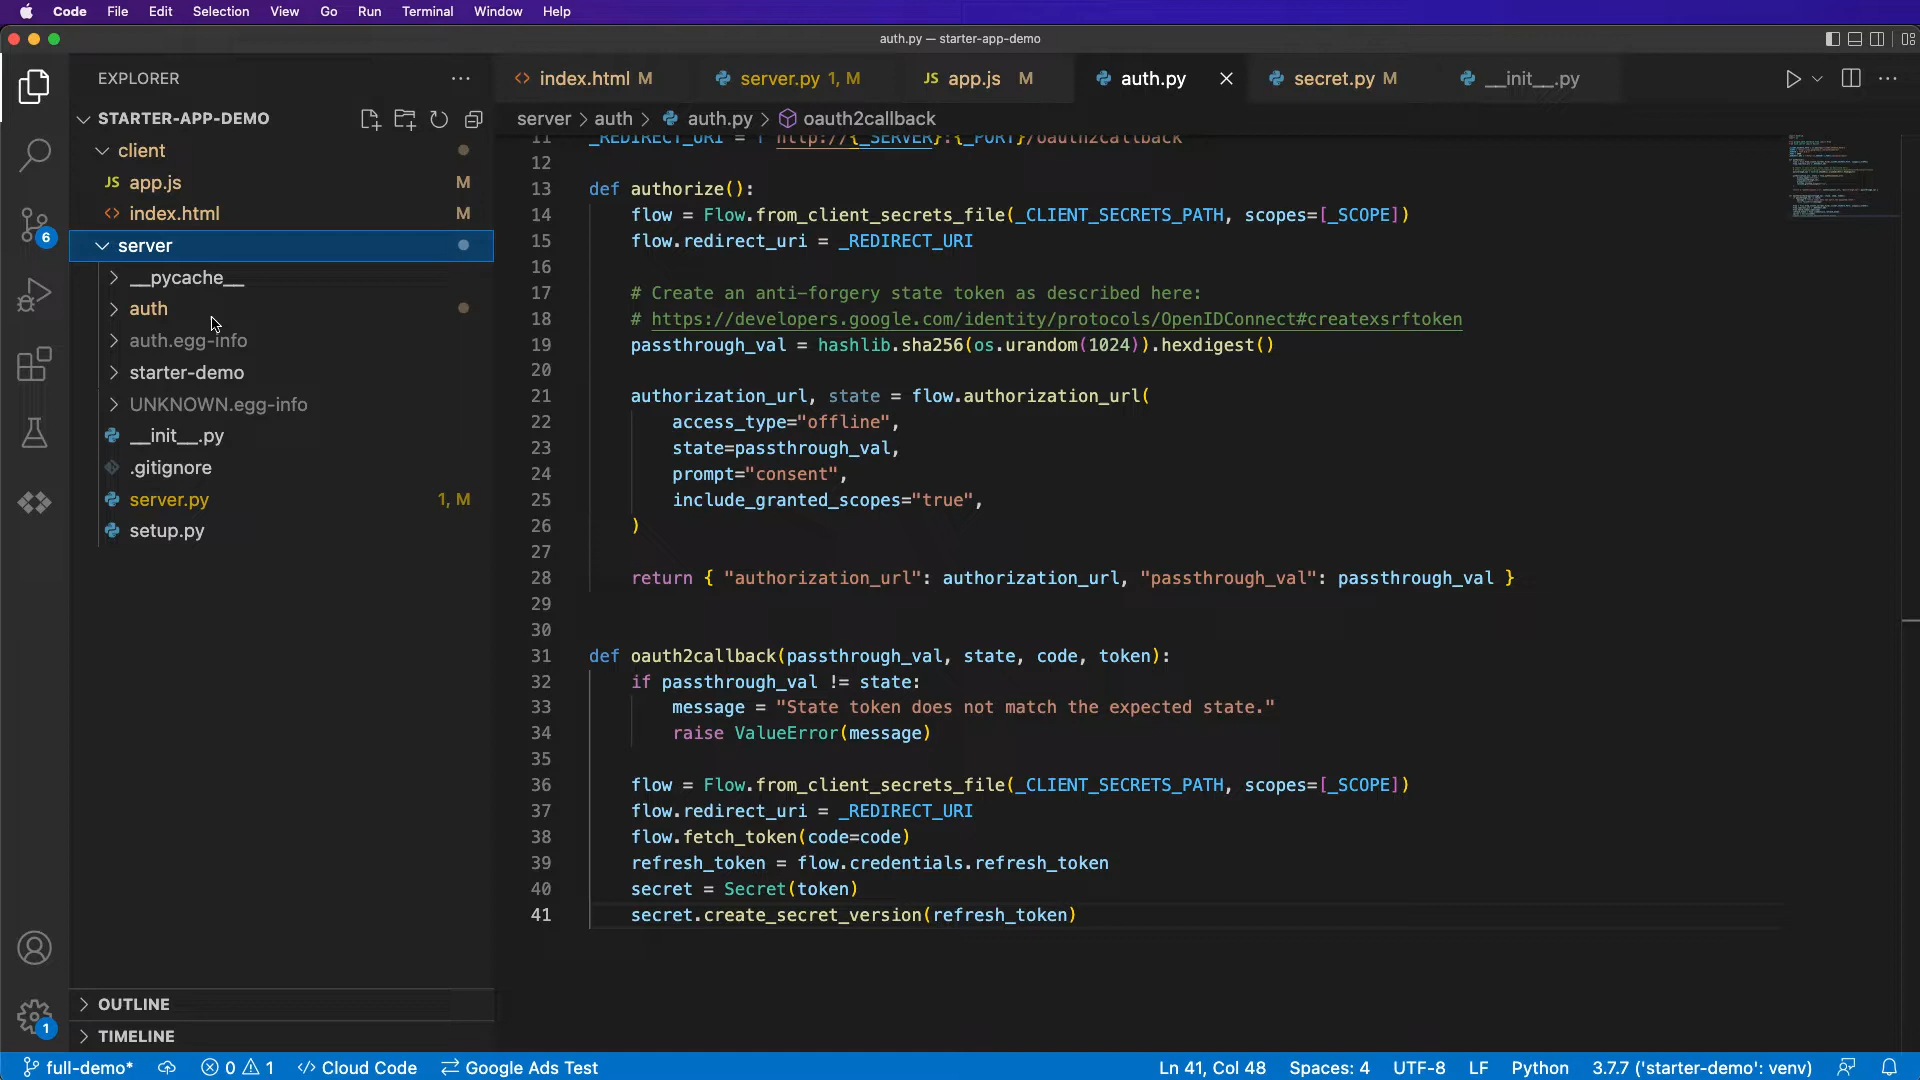 Code File Edit Selection View Go Run Terminal Window Help
auth.py — starter-app-demo
EXPLORER
index.html M
server.py 1, M
JS app.js M
auth.py
secret.py M
__init__.py
STARTER-APP-DEMO
server > auth > auth.py > oauth2callback
client
JS app.js M
index.html M
server
__pycache__
auth
auth.egg-info
starter-demo
UNKNOWN.egg-info
__init__.py
.gitignore
server.py 1, M
setup.py
6
1
OUTLINE
TIMELINE
11 _REDIRECT_URI = f"http://{_SERVER}:{_PORT}/oauth2callback"
12
13 def authorize():
14 flow = Flow.from_client_secrets_file(_CLIENT_SECRETS_PATH, scopes=[_SCOPE])
15 flow.redirect_uri = _REDIRECT_URI
16
17 # Create an anti-forgery state token as described here:
18 # https://developers.google.com/identity/protocols/OpenIDConnect#createxsrftoken
19 passthrough_val = hashlib.sha256(os.urandom(1024)).hexdigest()
20
21 authorization_url, state = flow.authorization_url(
22 access_type="offline",
23 state=passthrough_val,
24 prompt="consent",
25 include_granted_scopes="true",
26 )
27
28 return { "authorization_url": authorization_url, "passthrough_val": passthrough_val }
29
30
31 def oauth2callback(passthrough_val, state, code, token):
32 if passthrough_val != state:
33 message = "State token does not match the expected state."
34 raise ValueError(message)
35
36 flow = Flow.from_client_secrets_file(_CLIENT_SECRETS_PATH, scopes=[_SCOPE])
37 flow.redirect_uri = _REDIRECT_URI
38 flow.fetch_token(code=code)
39 refresh_token = flow.credentials.refresh_token
40 secret = Secret(token)
41 secret.create_secret_version(refresh_token)
full-demo* 0 1 Cloud Code Google Ads Test Ln 41, Col 48 Spaces: 4 UTF-8 LF Python 3.7.7 ('starter-demo': venv)